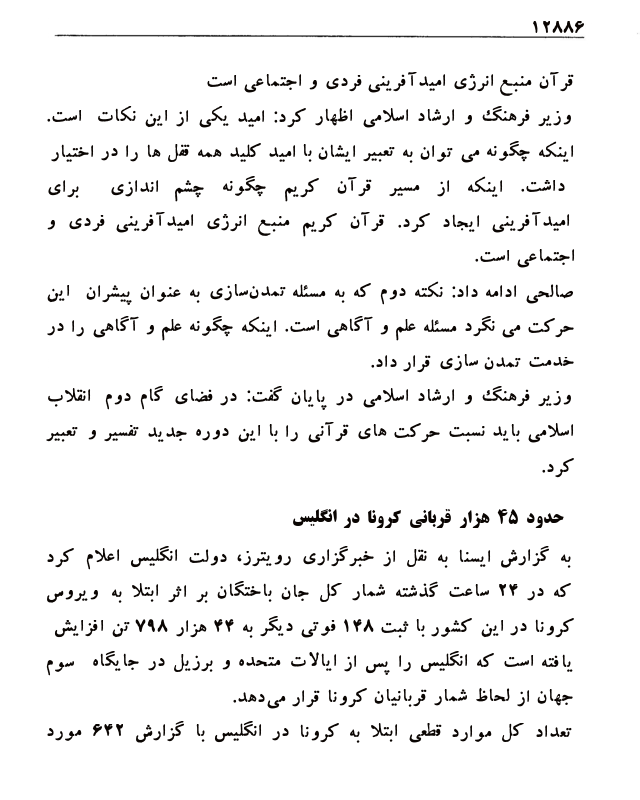 ۱۲۸۸۶
قرآن منبع انرژی امیدآفرینی فردی و اجتماعی است
وزیر فرهنگ و ارشاد اسلامی اظهار کرد: امید یکی از این نکات است.
اینکه چگونه می توان به تعبیر ایشان با امید کلید همه قفل ها را در اختیار
داشت. اینکه از مسیر قرآن کریم چگونه چشم اندازی برای
امیدآفرینی ایجاد کرد. قرآن کریم منبع انرژی امیدآفرینی فردی و
اجتماعی است.
صالحی ادامه داد: نکته دوم که به مسئله تمدن‌سازی به عنوان پیشران این
حرکت می نگرد مسئله علم و آگاهی است. اینکه چگونه علم و آگاهی را در
خدمت تمدن سازی قرار داد.
وزیر فرهنگ و ارشاد اسلامی در پایان گفت: در فضای گام دوم انقلاب
اسلامی باید نسبت حرکت های قرآنی را با این دوره جدید تفسیر و تعبیر
کرد.
حدود ۴۵ هزار قربانی کرونا در انگلیس
به گزارش ایسنا به نقل از خبرگزاری رویترز، دولت انگلیس اعلام کرد
که در ۲۴ ساعت گذشته شمار کل جان باختگان بر اثر ابتلا به ویروس
کرونا در این کشور با ثبت ۱۴۸ فوتی دیگر به ۴۴ هزار ۷۹۸ تن افزایش
یافته است که انگلیس را پس از ایالات متحده و برزیل در جایگاه سوم
جهان از لحاظ شمار قربانیان کرونا قرار می‌دهد.
تعداد کل موارد قطعی ابتلا به کرونا در انگلیس با گزارش ۶۴۲ مورد